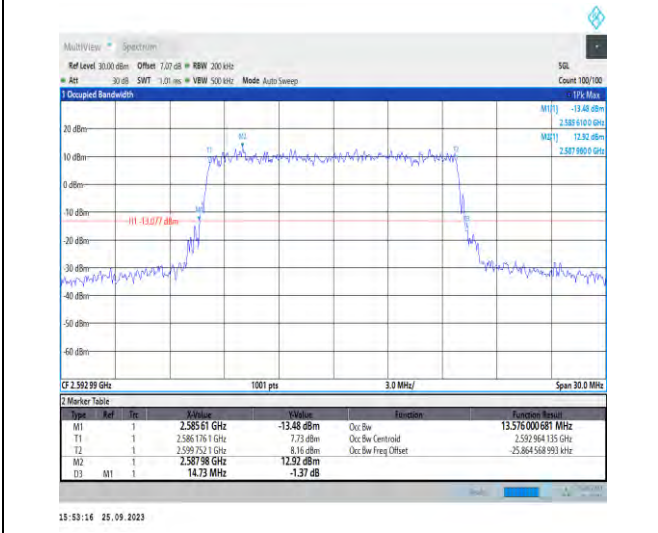 MultiView Spectrum
Ref Level 30.00 dBm Offset 7.07 dB RBW 200 kHz SGL
Att 30 dB SWT 1.01 ms VBW 500 kHz Mode Auto Sweep Count 100/100
1 Occupied Bandwidth 1Pk Max
M1[1] -13.48 dBm
2.585 610 0 GHz
M2[1] 12.92 dBm
2.587 980 0 GHz
20 dBm
M2
T1
T2
10 dBm
0 dBm
-10 dBm
M1
H1 -13.077 dBm
D3
-20 dBm
-30 dBm
-40 dBm
-50 dBm
-60 dBm
CF 2.592 99 GHz 1001 pts 3.0 MHz/ Span 30.0 MHz
2 Marker Table
Type Ref Trc X-Value Y-Value Function Function Result
M1 1 2.585 61 GHz -13.48 dBm Occ Bw 13.576 000 681 MHz
T1 1 2.586 176 1 GHz 7.73 dBm Occ Bw Centroid 2.592 964 135 GHz
T2 1 2.599 752 1 GHz 8.16 dBm Occ Bw Freq Offset -25.864 568 993 kHz
M2 1 2.587 98 GHz 12.92 dBm
D3 M1 1 14.73 MHz -1.37 dB
15:53:16 25.09.2023